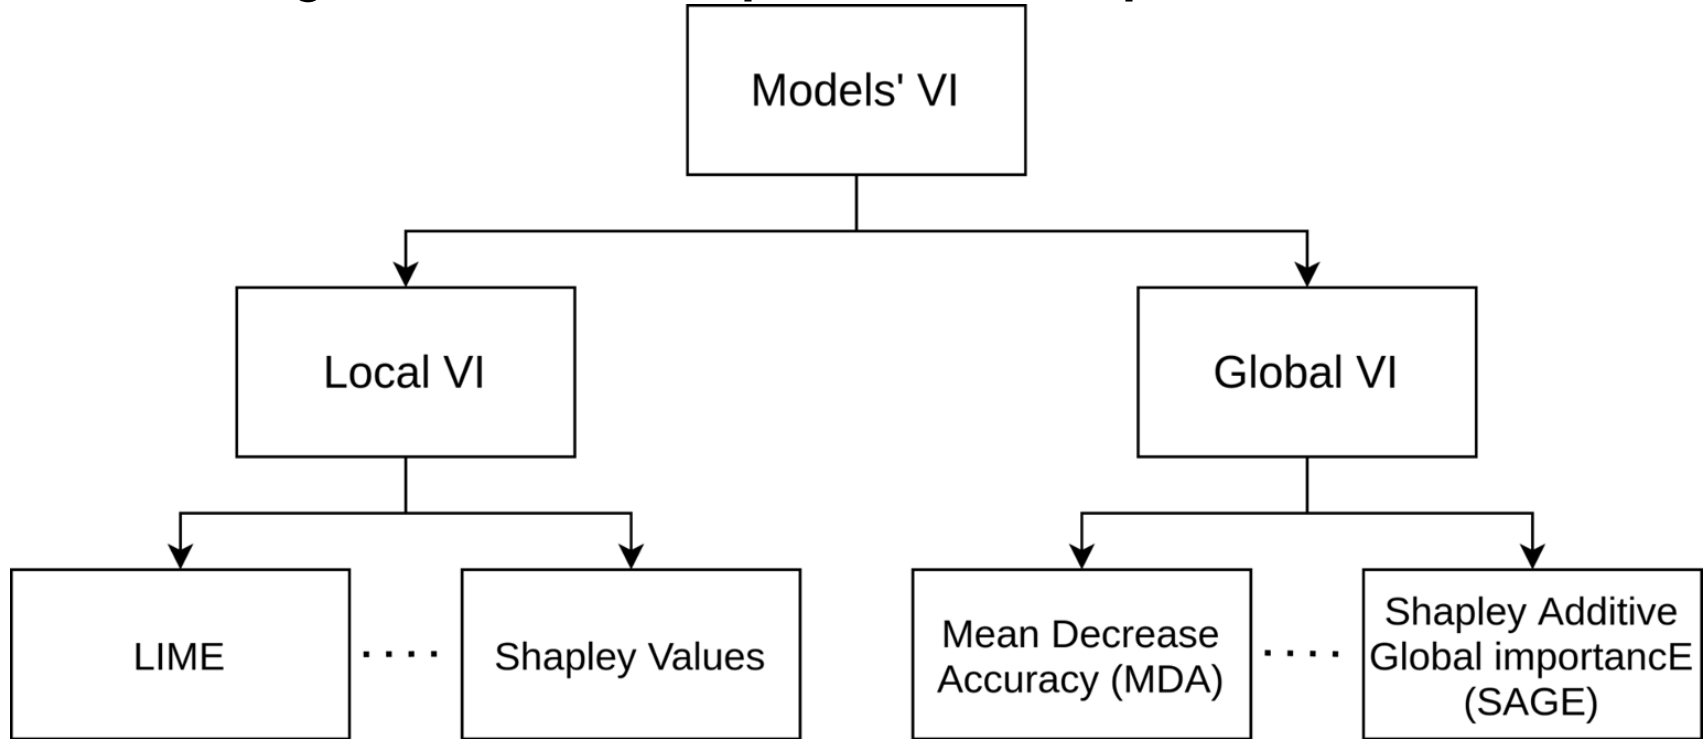 Models' VI
Local VI
Global VI
LIME
. . . .
Shapley Values
Mean Decrease
Accuracy (MDA)
. . . .
Shapley Additive
Global importancE
(SAGE)